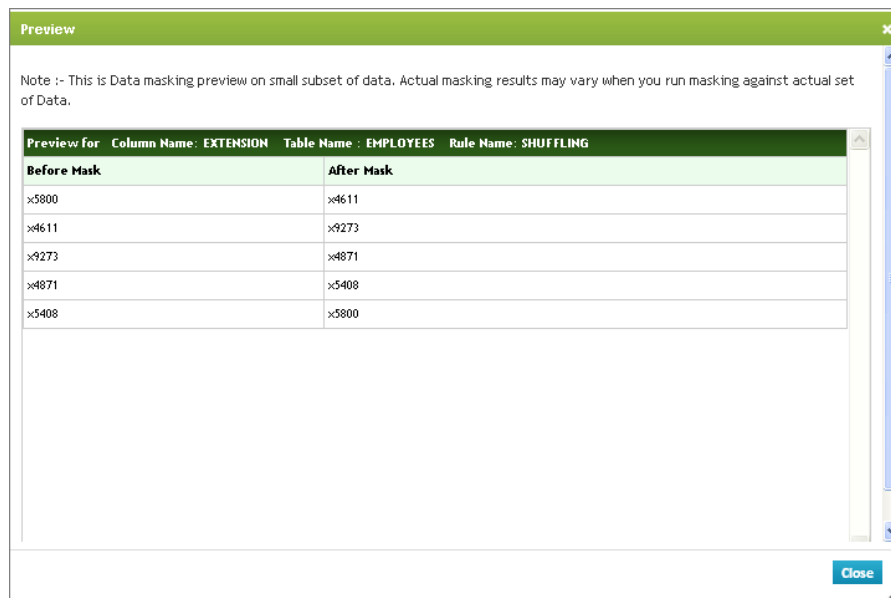 Preview x
Note :- This is Data masking preview on small subset of data. Actual masking results may vary when you run masking against actual set
of Data.
Preview for Column Name: EXTENSION Table Name : EMPLOYEES Rule Name: SHUFFLING
Before Mask After Mask
x5800 x4611
x4611 x9273
x9273 x4871
x4871 x5408
x5408 x5800
Close